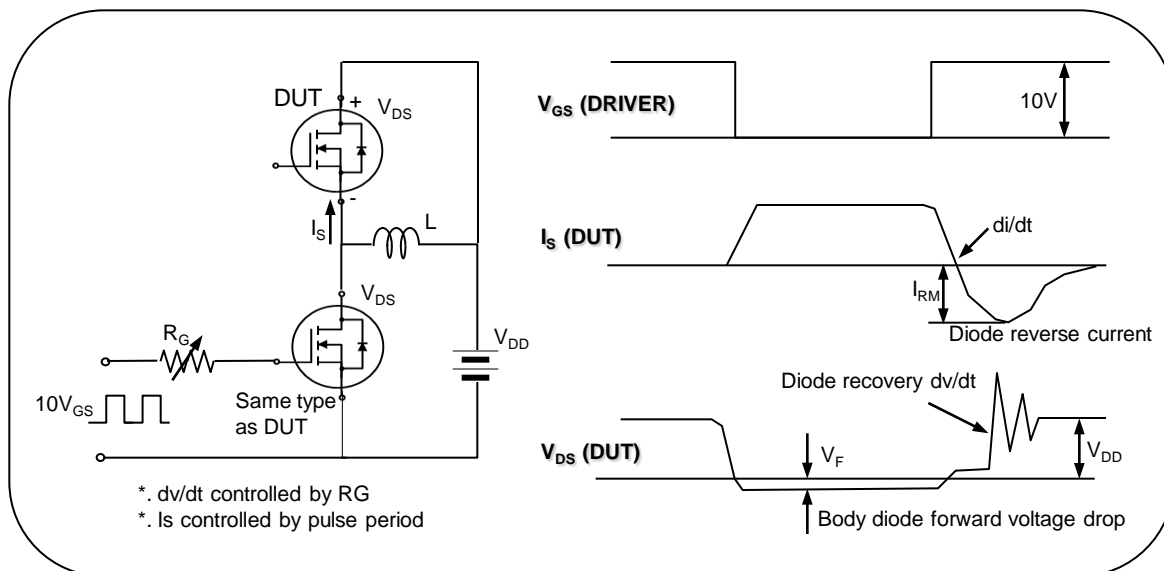 DUT
+
V_DS
-
I_S
L
V_DS
R_G
V_DD
10V_GS
Same type
as DUT
*. dv/dt controlled by RG
*. Is controlled by pulse period
V_GS (DRIVER)
10V
I_S (DUT)
di/dt
I_RM
Diode reverse current
Diode recovery dv/dt
V_DS (DUT)
V_F
V_DD
Body diode forward voltage drop